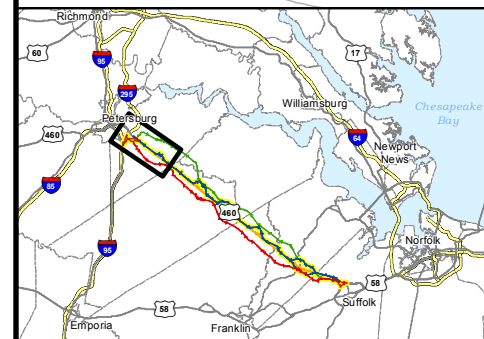 Richmond
60
95
17
295
Williamsburg
Chesapeake
Bay
Petersburg
460
64
Newport
News
85
460
95
Norfolk
58
Suffolk
58
Emporia
Franklin